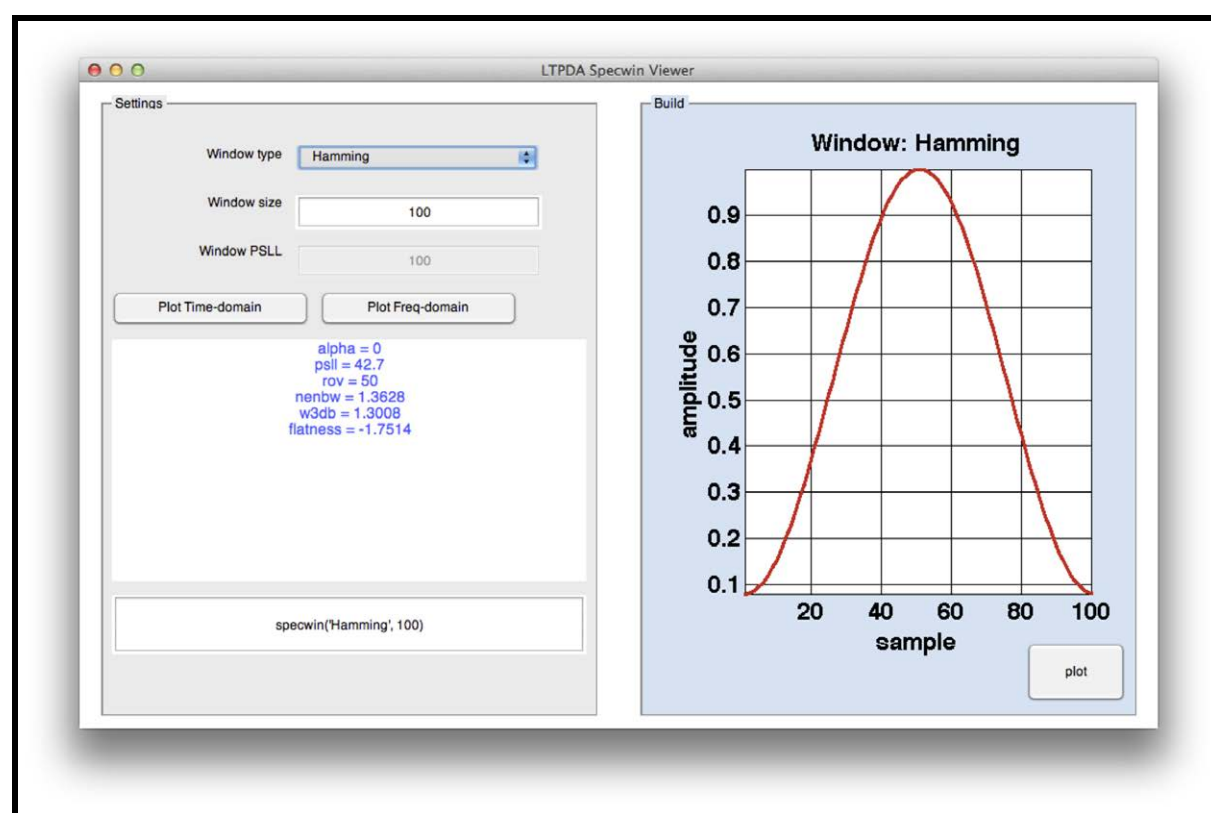 LTPDA Specwin Viewer
Settings
Window type
Hamming
Window size
100
Window PSLL
100
Plot Time-domain
Plot Freq-domain
alpha = 0
psll = 42.7
rov = 50
nenbw = 1.3628
w3db = 1.3008
flatness = -1.7514
specwin('Hamming', 100)
Build
Window: Hamming
amplitude
0.9
0.8
0.7
0.6
0.5
0.4
0.3
0.2
0.1
20 40 60 80 100
sample
plot